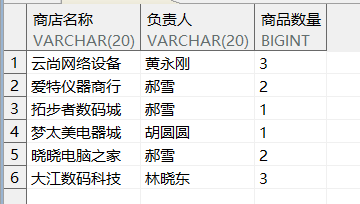 商店名称 负责人 商品数量
VARCHAR(20) VARCHAR(20) BIGINT
1 云尚网络设备 黄永刚 3
2 爱特仪器商行 郝雪 2
3 拓步者数码城 郝雪 1
4 梦太美电器城 胡圆圆 1
5 晓晓电脑之家 郝雪 2
6 大江数码科技 林晓东 3